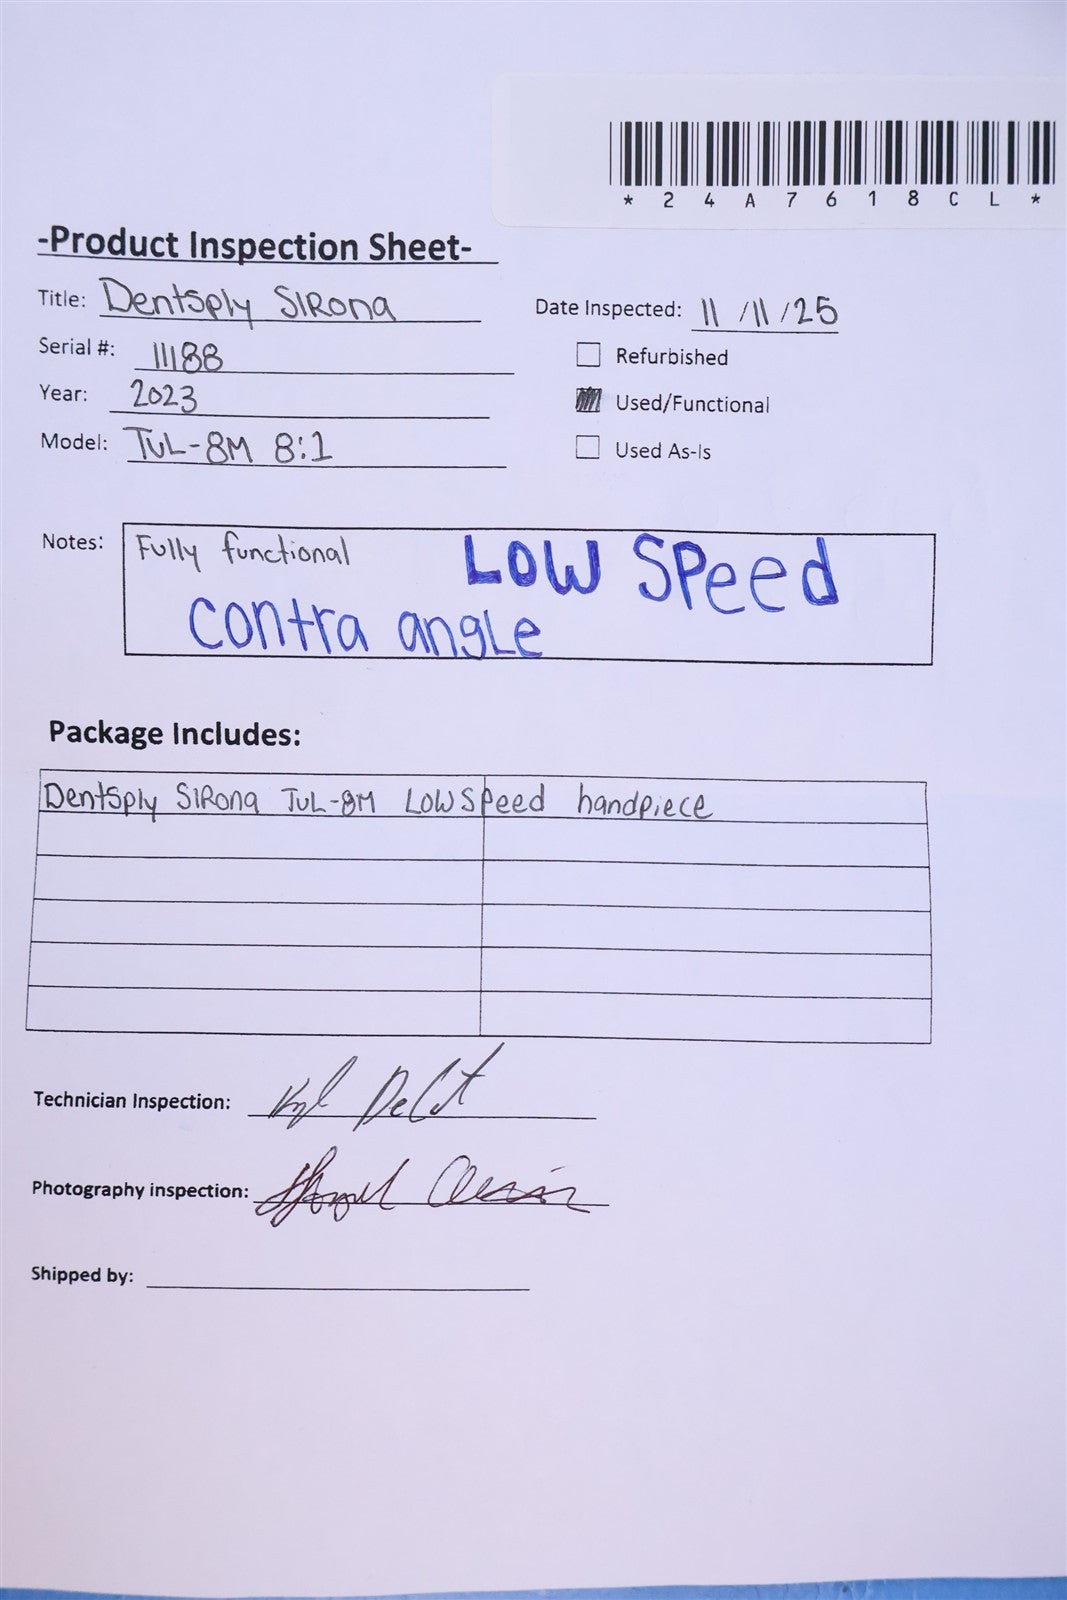 * 2 4 A 7 6 1 8 C L *
-Product Inspection Sheet-
Title: Dentsply SIRONA
Date Inspected: 11/11/25
Serial #: 11188
Refurbished
Year: 2023
Used/Functional
Model: TUL-8M 8:1
Used As-Is
Notes: Fully functional LOW SPeed
contra angLe
Package Includes:
Dentsply SIRONA TUL-8M LOW SPeed handpiece
Technician Inspection:
Photography inspection:
Shipped by: